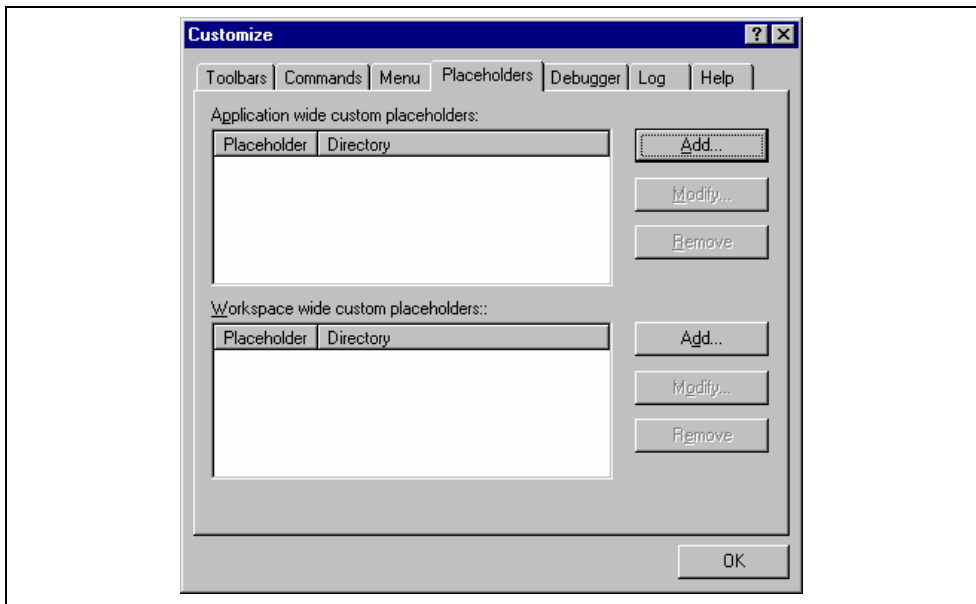 Customize
Toolbars Commands Menu Placeholders Debugger Log Help
Application wide custom placeholders:
Placeholder Directory
Add...
Modify...
Remove
Workspace wide custom placeholders::
Placeholder Directory
Add...
Modify...
Remove
OK